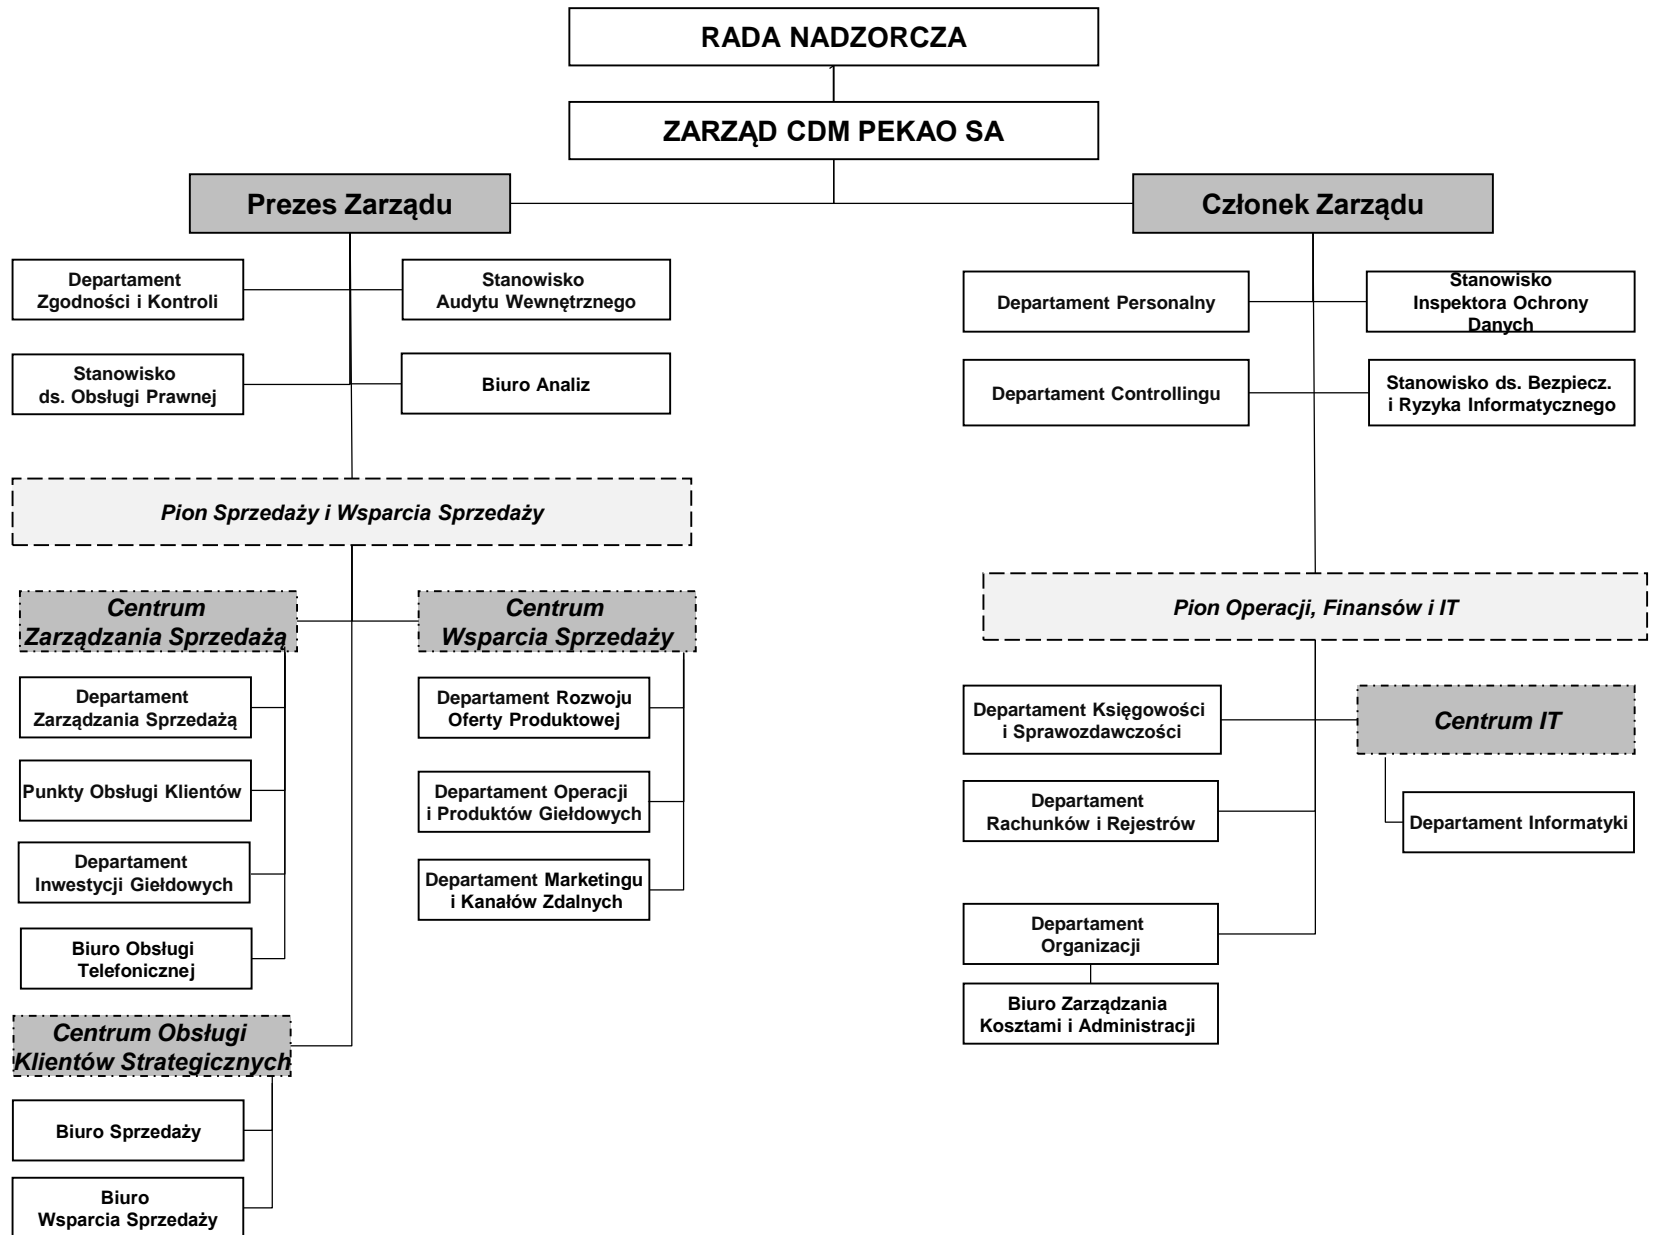 RADA NADZORCZA
ZARZĄD CDM PEKAO SA
Prezes Zarządu
Członek Zarządu
Departament
Zgodności i Kontroli
Stanowisko
Audytu Wewnętrznego
Stanowisko
ds. Obsługi Prawnej
Biuro Analiz
Departament Personalny
Stanowisko
Inspektora Ochrony
Danych
Departament Controllingu
Stanowisko ds. Bezpiecz.
i Ryzyka Informatycznego
Pion Sprzedaży i Wsparcia Sprzedaży
Centrum
Zarządzania Sprzedażą
Departament
Zarządzania Sprzedażą
Punkty Obsługi Klientów
Departament
Inwestycji Giełdowych
Biuro Obsługi
Telefonicznej
Centrum
Wsparcia Sprzedaży
Departament Rozwoju
Oferty Produktowej
Departament Operacji
i Produktów Giełdowych
Departament Marketingu
i Kanałów Zdalnych
Centrum Obsługi
Klientów Strategicznych
Biuro Sprzedaży
Biuro
Wsparcia Sprzedaży
Pion Operacji, Finansów i IT
Departament Księgowości
i Sprawozdawczości
Departament
Rachunków i Rejestrów
Departament
Organizacji
Biuro Zarządzania
Kosztami i Administracji
Centrum IT
Departament Informatyki